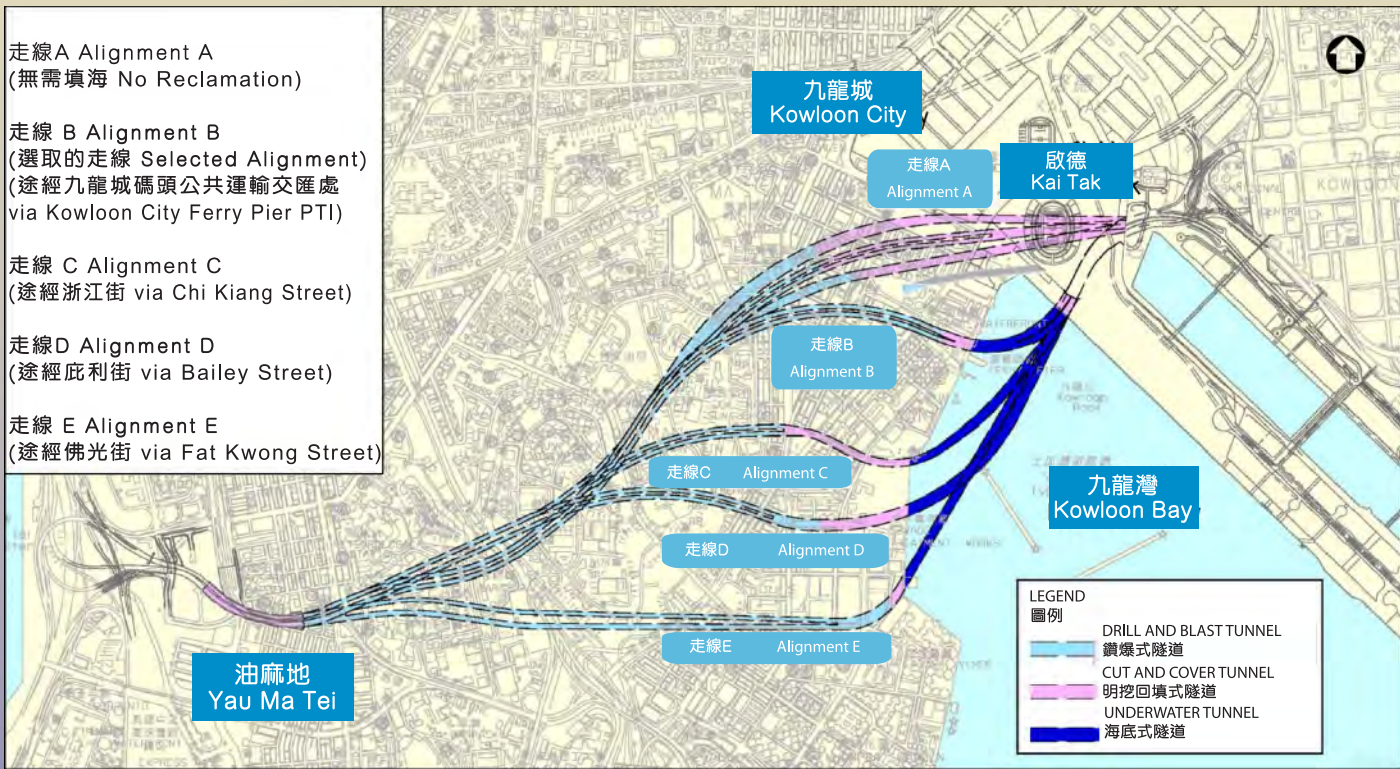 走線A Alignment A
(無需填海 No Reclamation)
走線 B Alignment B
(選取的走線 Selected Alignment)
(途經九龍城碼頭公共運輸交匯處
via Kowloon City Ferry Pier PTI)
走線 C Alignment C
(途經浙江街 via Chi Kiang Street)
走線D Alignment D
(途經庇利街 via Bailey Street)
走線 E Alignment E
(途經佛光街 via Fat Kwong Street)
九龍城
Kowloon City
走線A
Alignment A
啟德
Kai Tak
走線B
Alignment B
走線C Alignment C
九龍灣
Kowloon Bay
走線D Alignment D
走線E Alignment E
油麻地
Yau Ma Tei
LEGEND
圖例
DRILL AND BLAST TUNNEL
鑽爆式隧道
CUT AND COVER TUNNEL
明挖回填式隧道
UNDERWATER TUNNEL
海底式隧道